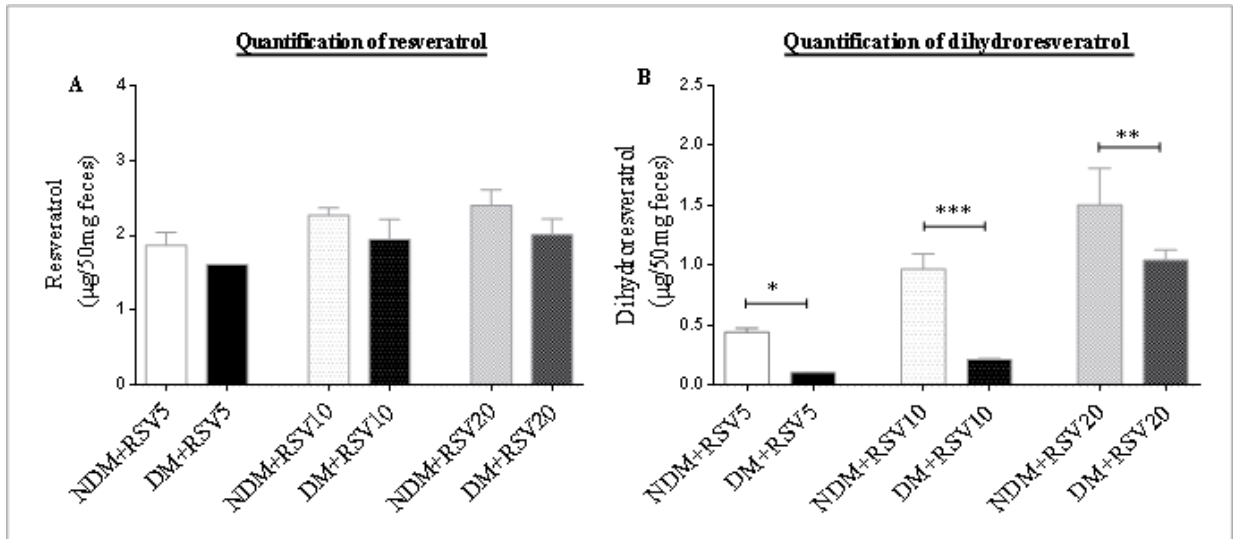 Quantification of resveratrol
A
4
3
2
1
0
Resveratrol
(µg/50mg feces)
NDM+RSV5
DM+RSV5
NDM+RSV10
DM+RSV10
NDM+RSV20
DM+RSV20
Quantification of dihydroresveratrol
B
2.5
2.0
1.5
1.0
0.5
0.0
Dihydroresveratrol
(µg/50mg feces)
*
***
**
NDM+RSV5
DM+RSV5
NDM+RSV10
DM+RSV10
NDM+RSV20
DM+RSV20